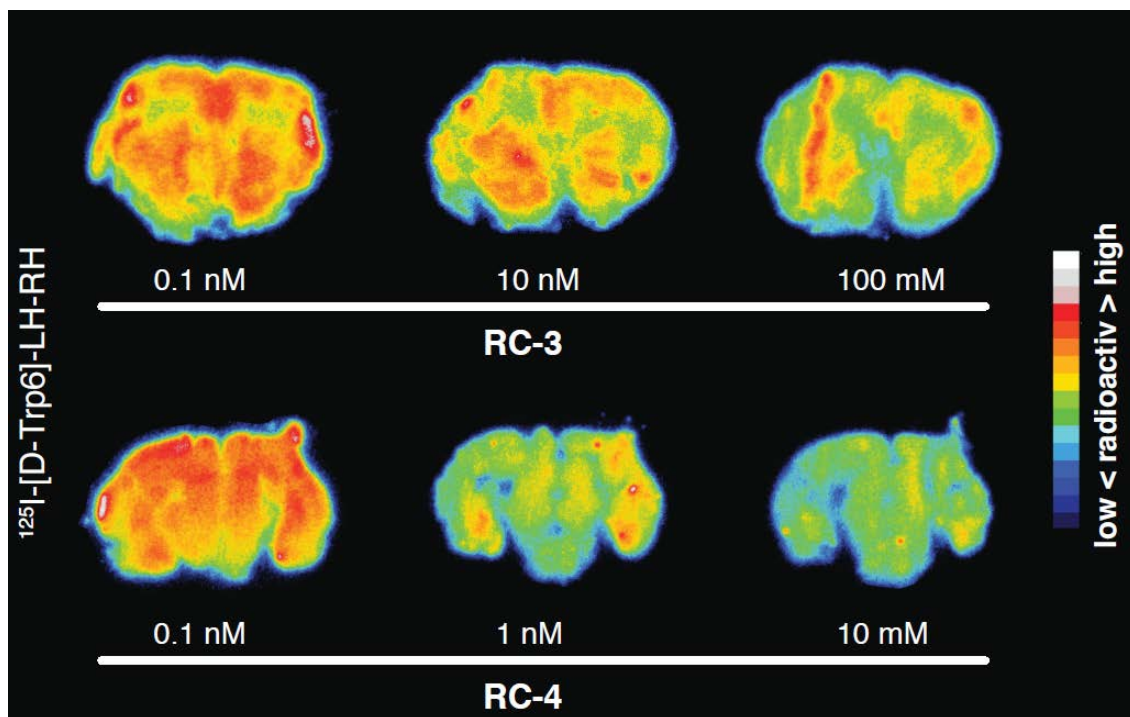 ¹²⁵I-[D-Trp6]-LH-RH
0.1 nM 10 nM 100 mM
RC-3
0.1 nM 1 nM 10 mM
RC-4
low < radioactiv > high